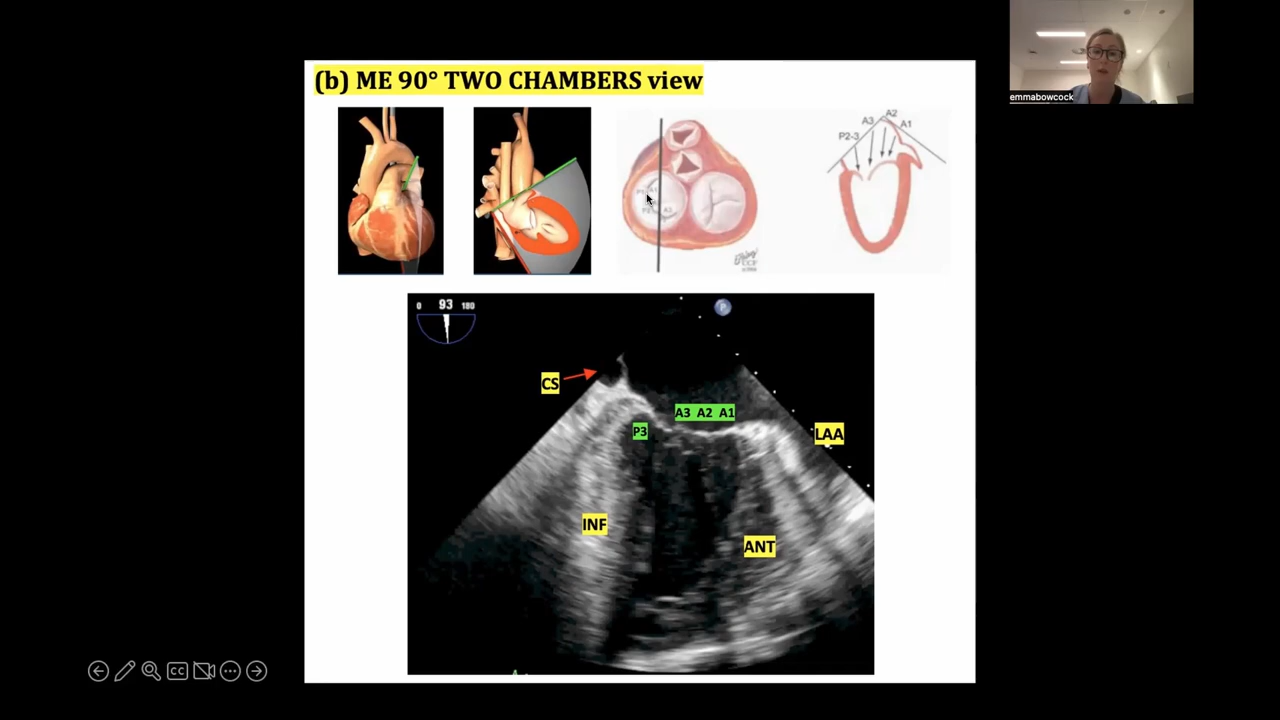 emmabowcock
(b) ME 90° TWO CHAMBERS view
A2
A3
A1
P2-3
0 93 180
P
CS
A3 A2 A1
P3
LAA
INF
ANT
CC